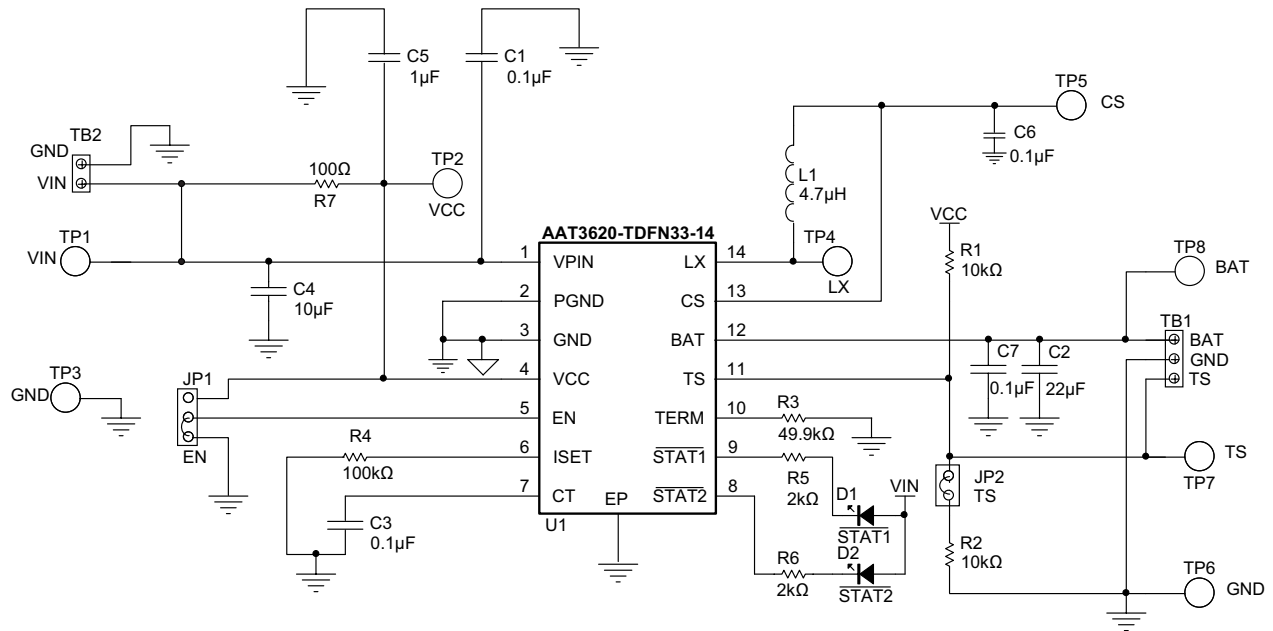 C5
1µF
C1
0.1µF
TP5
CS
C6
0.1µF
TB2
GND
VIN
100Ω
R7
TP2
VCC
L1
4.7µH
TP1
VIN
C4
10µF
AAT3620-TDFN33-14
TP4
LX
VCC
R1
10kΩ
TP8
BAT
1
VPIN
LX
14
2
PGND
CS
13
3
GND
BAT
12
4
VCC
TS
11
5
EN
TERM
10
6
ISET
STAT1
9
7
CT
EP
STAT2
8
U1
C7
0.1µF
C2
22µF
TB1
BAT
GND
TS
TP3
GND
JP1
EN
R4
100kΩ
C3
0.1µF
R3
49.9kΩ
R5
2kΩ
D1
STAT1
VIN
R6
2kΩ
D2
STAT2
JP2
TS
R2
10kΩ
TS
TP7
TP6
GND